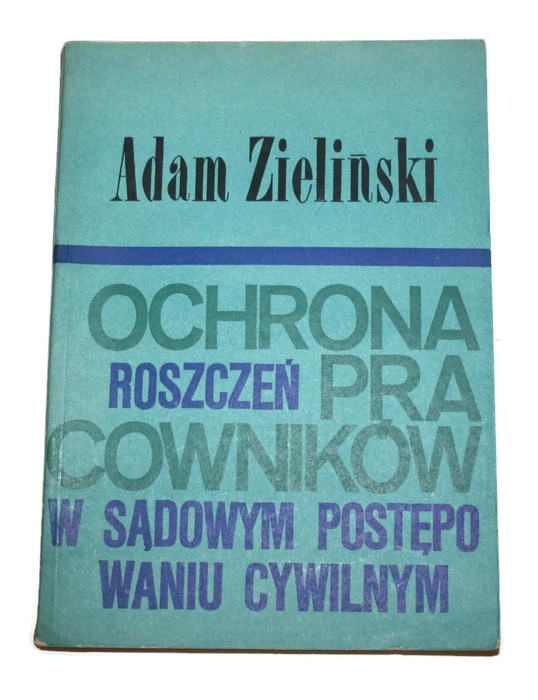 Adam Zieliński
OCHRONA
ROSZCZEŃ PRA
COWNIKÓW
W SĄDOWYM POSTĘPO
WANIU CYWILNYM